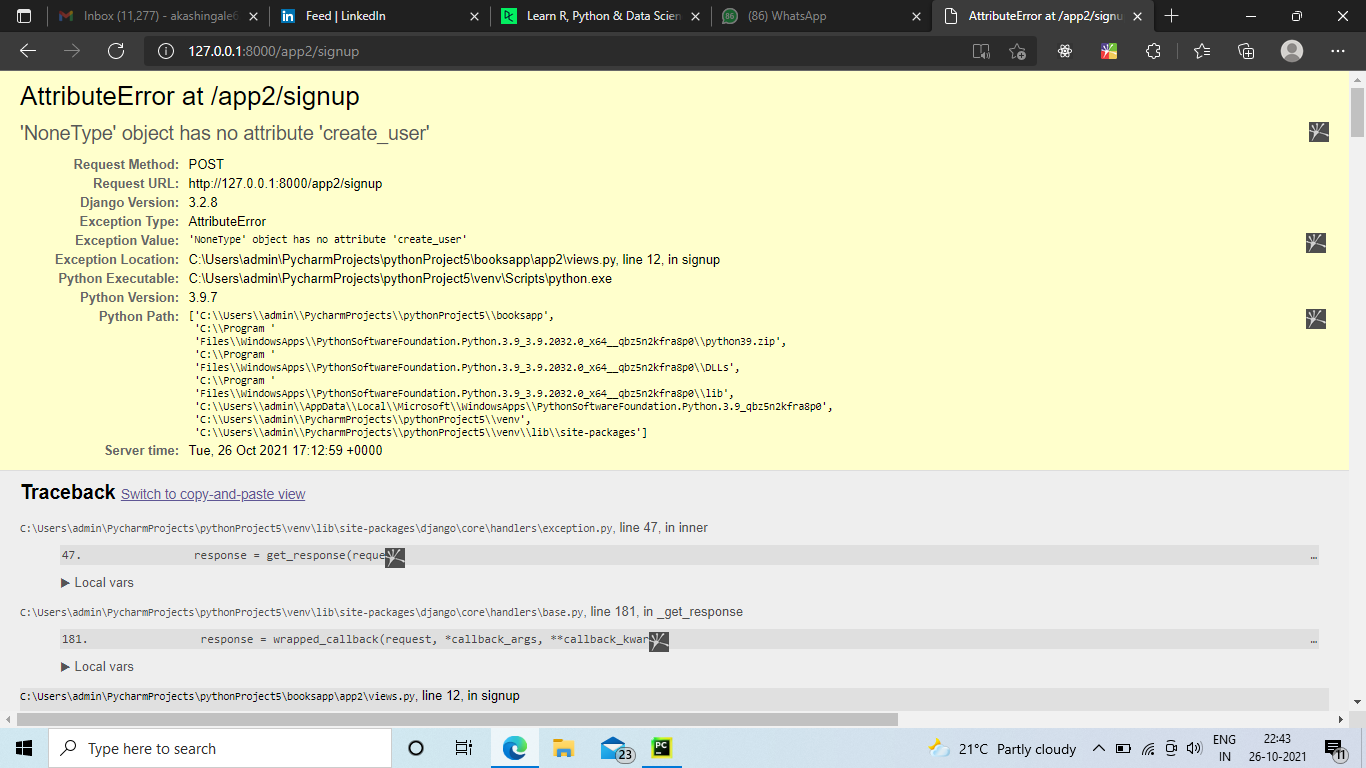 Inbox (11,277) - akashingale6
Feed | LinkedIn
Learn R, Python & Data Scien
(86) WhatsApp
AttributeError at /app2/signu
127.0.0.1:8000/app2/signup
AttributeError at /app2/signup
'NoneType' object has no attribute 'create_user'
Request Method: POST
Request URL: http://127.0.0.1:8000/app2/signup
Django Version: 3.2.8
Exception Type: AttributeError
Exception Value: 'NoneType' object has no attribute 'create_user'
Exception Location: C:\Users\admin\PycharmProjects\pythonProject5\booksapp\app2\views.py, line 12, in signup
Python Executable: C:\Users\admin\PycharmProjects\pythonProject5\venv\Scripts\python.exe
Python Version: 3.9.7
Python Path: ['C:\\Users\\admin\\PycharmProjects\\pythonProject5\\booksapp',
'C:\\Program '
'Files\\WindowsApps\\PythonSoftwareFoundation.Python.3.9_3.9.2032.0_x64__qbz5n2kfra8p0\\python39.zip',
'C:\\Program '
'Files\\WindowsApps\\PythonSoftwareFoundation.Python.3.9_3.9.2032.0_x64__qbz5n2kfra8p0\\DLLs',
'C:\\Program '
'Files\\WindowsApps\\PythonSoftwareFoundation.Python.3.9_3.9.2032.0_x64__qbz5n2kfra8p0\\lib',
'C:\\Users\\admin\\AppData\\Local\\Microsoft\\WindowsApps\\PythonSoftwareFoundation.Python.3.9_qbz5n2kfra8p0',
'C:\\Users\\admin\\PycharmProjects\\pythonProject5\\venv',
'C:\\Users\\admin\\PycharmProjects\\pythonProject5\\venv\\lib\\site-packages']
Server time: Tue, 26 Oct 2021 17:12:59 +0000
Traceback Switch to copy-and-paste view
C:\Users\admin\PycharmProjects\pythonProject5\venv\lib\site-packages\django\core\handlers\exception.py, line 47, in inner
47. response = get_response(reque …
▶ Local vars
C:\Users\admin\PycharmProjects\pythonProject5\venv\lib\site-packages\django\core\handlers\base.py, line 181, in _get_response
181. response = wrapped_callback(request, *callback_args, **callback_kwar …
▶ Local vars
C:\Users\admin\PycharmProjects\pythonProject5\booksapp\app2\views.py, line 12, in signup
Type here to search
23
PC
21°C Partly cloudy
ENG
IN
22:43
26-10-2021
11